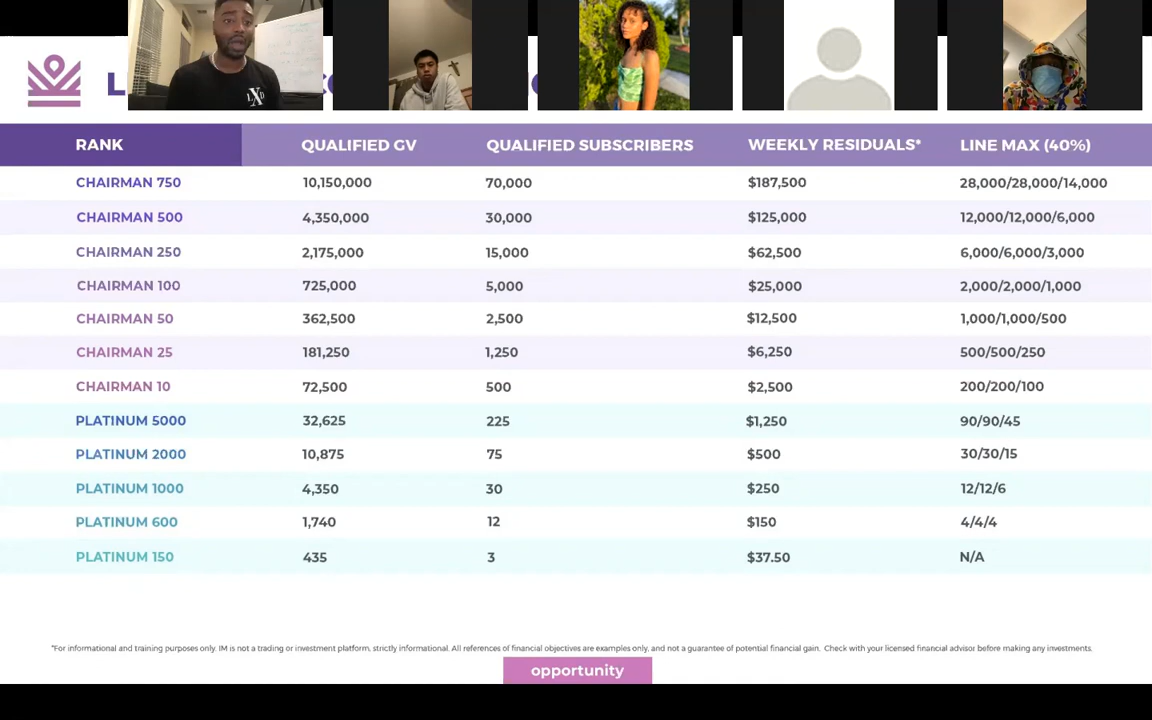 RANK QUALIFIED GV QUALIFIED SUBSCRIBERS WEEKLY RESIDUALS* LINE MAX (40%)
CHAIRMAN 750 10,150,000 70,000 $187,500 28,000/28,000/14,000
CHAIRMAN 500 4,350,000 30,000 $125,000 12,000/12,000/6,000
CHAIRMAN 250 2,175,000 15,000 $62,500 6,000/6,000/3,000
CHAIRMAN 100 725,000 5,000 $25,000 2,000/2,000/1,000
CHAIRMAN 50 362,500 2,500 $12,500 1,000/1,000/500
CHAIRMAN 25 181,250 1,250 $6,250 500/500/250
CHAIRMAN 10 72,500 500 $2,500 200/200/100
PLATINUM 5000 32,625 225 $1,250 90/90/45
PLATINUM 2000 10,875 75 $500 30/30/15
PLATINUM 1000 4,350 30 $250 12/12/6
PLATINUM 600 1,740 12 $150 4/4/4
PLATINUM 150 435 3 $37.50 N/A
*For informational and training purposes only. IM is not a trading or investment platform, strictly informational. All references of financial objectives are examples only, and not a guarantee of potential financial gain. Check with your licensed financial advisor before making any investments.
opportunity